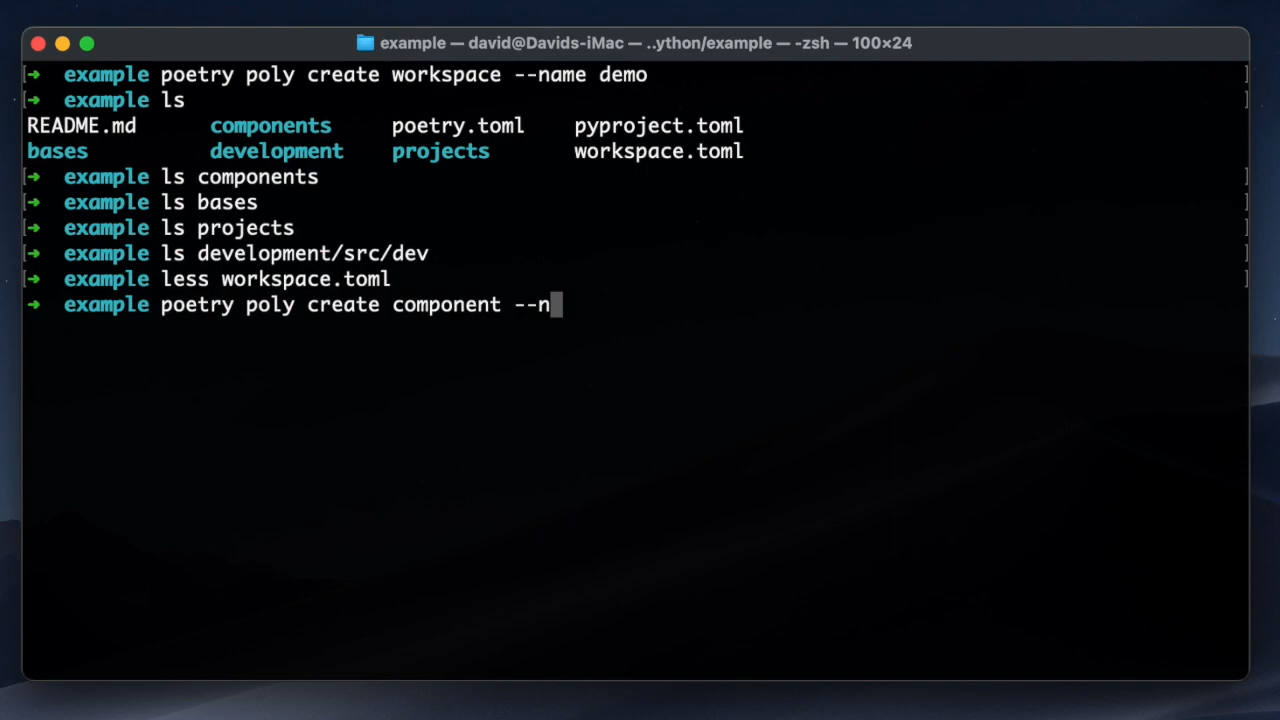 example — david@Davids-iMac — ..ython/example — -zsh — 100×24
[➜ example poetry poly create workspace --name demo ]
[➜ example ls ]
README.md components poetry.toml pyproject.toml
bases development projects workspace.toml
[➜ example ls components ]
[➜ example ls bases ]
[➜ example ls projects ]
[➜ example ls development/src/dev ]
[➜ example less workspace.toml ]
➜ example poetry poly create component --n